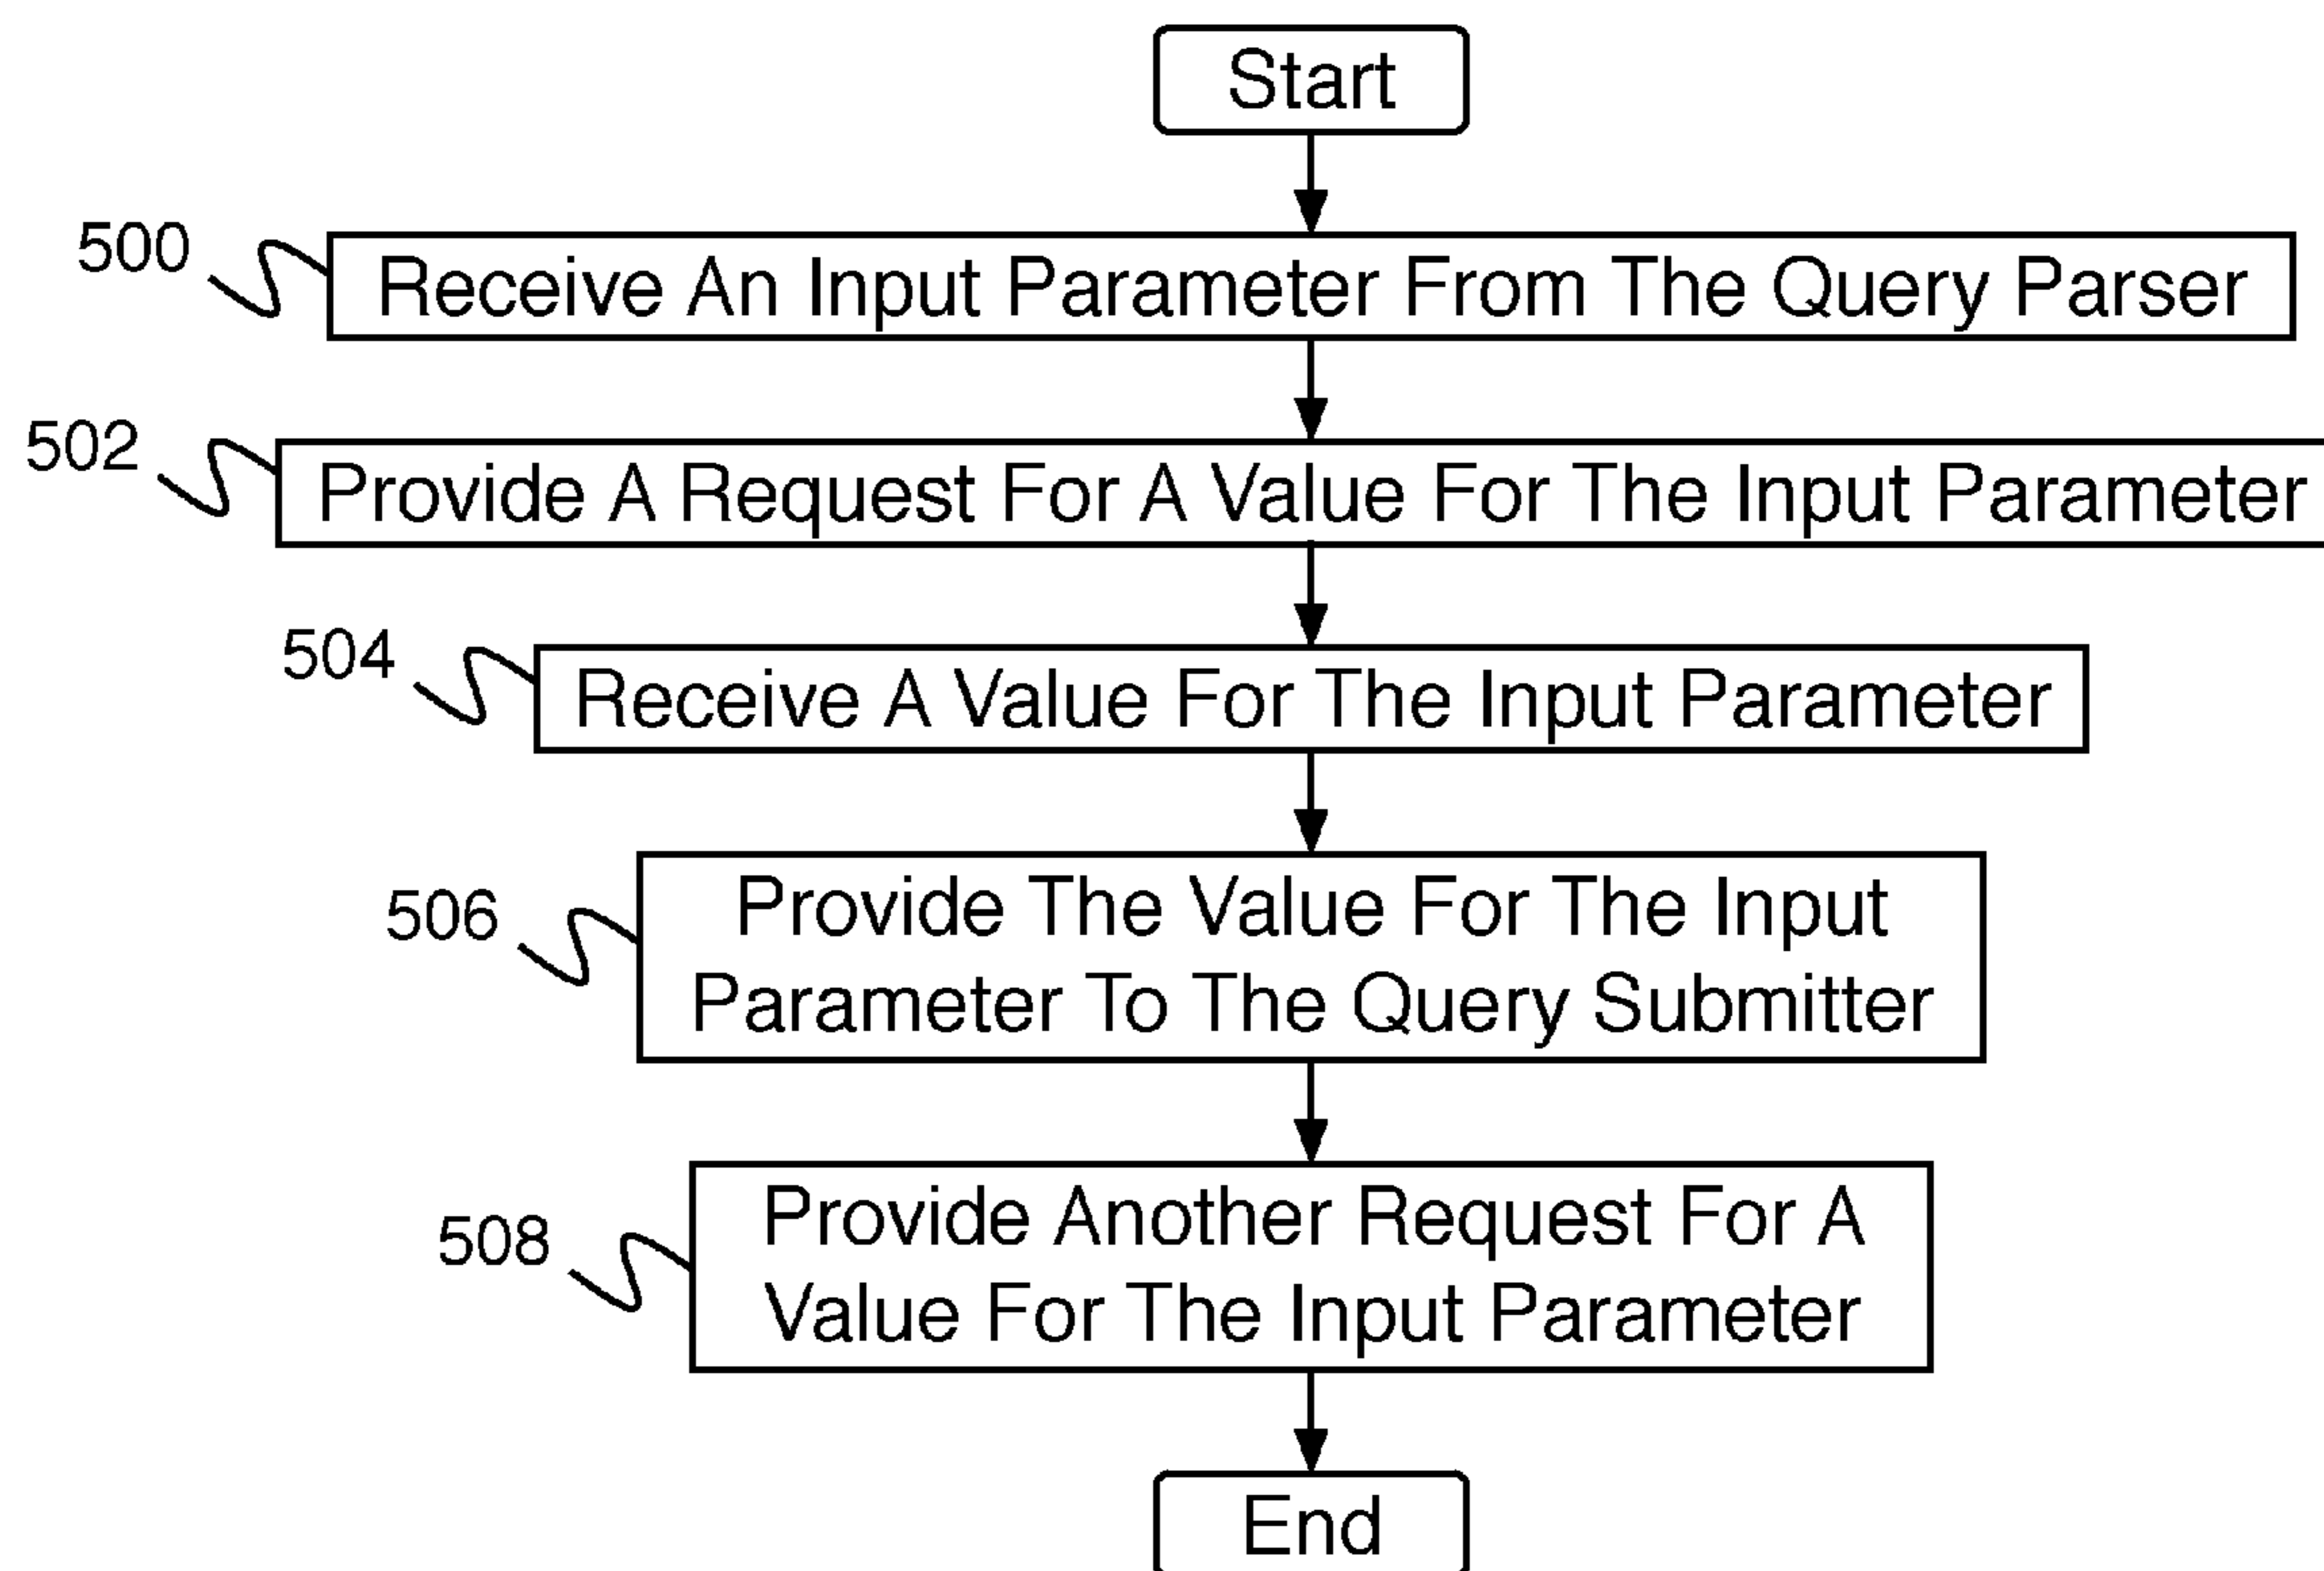 Start
500
Receive An Input Parameter From The Query Parser
502
Provide A Request For A Value For The Input Parameter
504
Receive A Value For The Input Parameter
506
Provide The Value For The Input
Parameter To The Query Submitter
508
Provide Another Request For A
Value For The Input Parameter
End